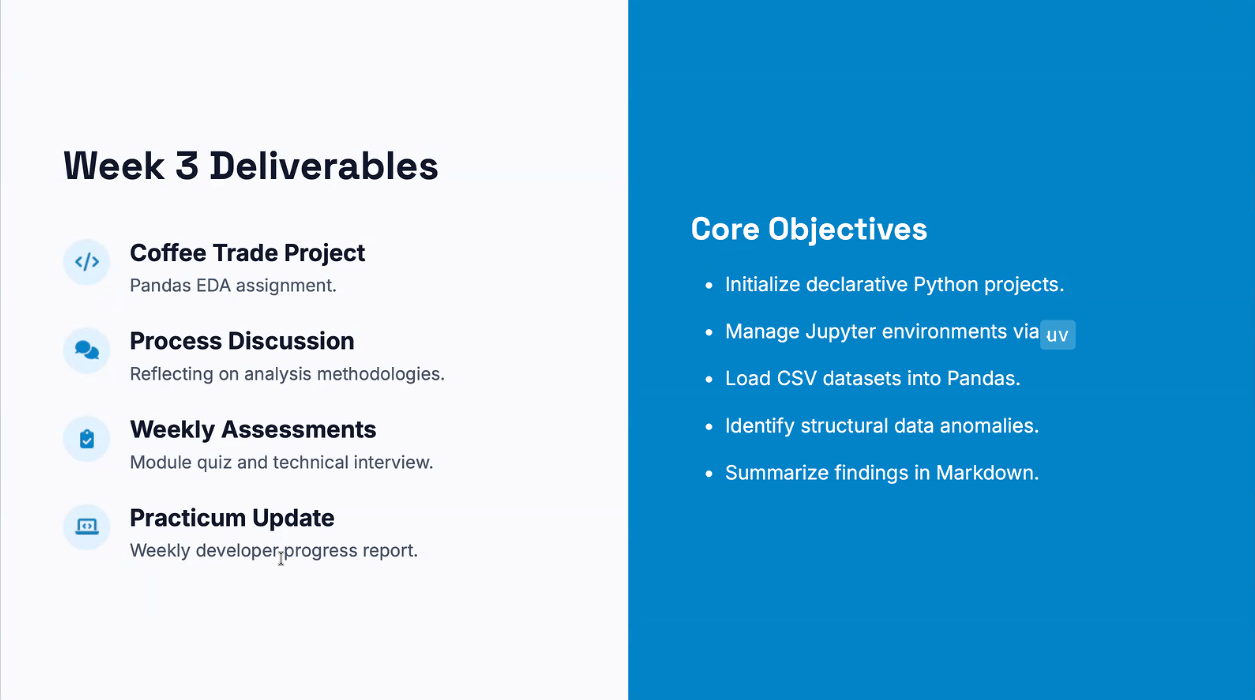 Week 3 Deliverables
Coffee Trade Project
Pandas EDA assignment.
Process Discussion
Reflecting on analysis methodologies.
Weekly Assessments
Module quiz and technical interview.
Practicum Update
Weekly developer progress report.
Core Objectives
• Initialize declarative Python projects.
• Manage Jupyter environments via uv
• Load CSV datasets into Pandas.
• Identify structural data anomalies.
• Summarize findings in Markdown.